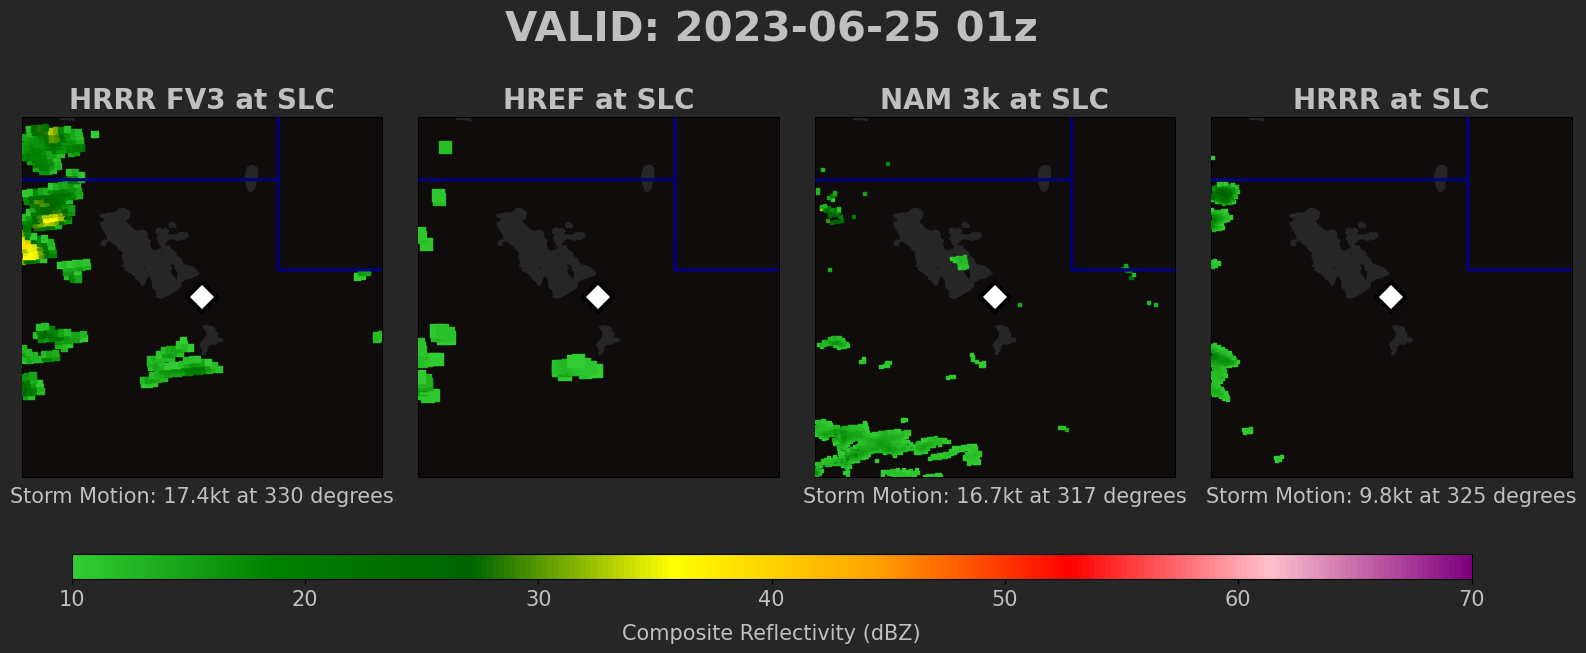 VALID: 2023-06-25 01z
HRRR FV3 at SLC
HREF at SLC
NAM 3k at SLC
HRRR at SLC
Storm Motion: 17.4kt at 330 degrees
Storm Motion: 16.7kt at 317 degrees
Storm Motion: 9.8kt at 325 degrees
10 20 30 40 50 60 70
Composite Reflectivity (dBZ)